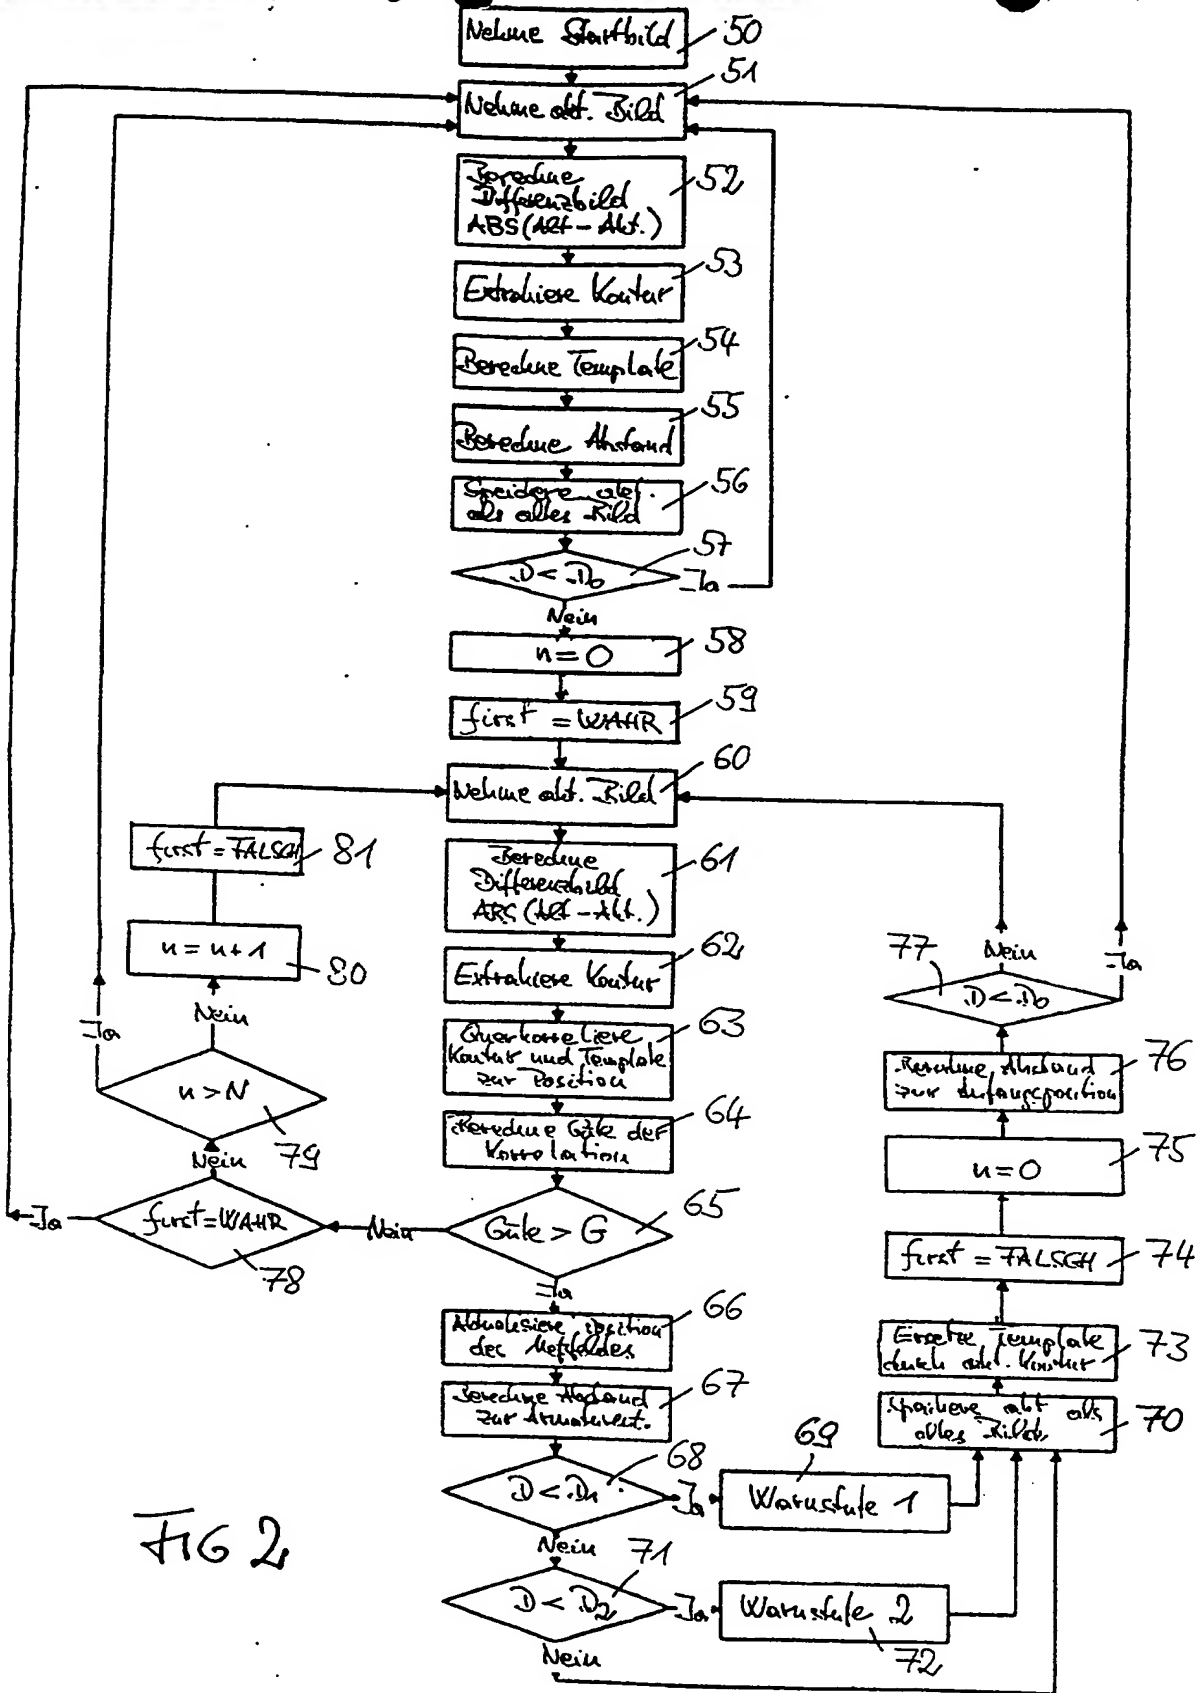 Nehme Startbild
50
51
Nehme akt. Bild
Berechne
Differenzbild
ABS (Alt - Akt.)
52
53
Extrahiere Kontur
54
Berechne Template
55
Berechne Abstand
56
Speichere akt.
als altes Bild
57
D < D0
Ja
Nein
58
n = 0
59
first = WAHR
60
Nehme akt. Bild
first = FALSCH
81
Berechne
Differenzbild
ABS (Alt - Akt.)
61
n = n + 1
80
62
Extrahiere Kontur
77
Nein
Ja
D < D0
Nein
Ja
63
Querkorreliere
Kontur und Template
zur Position
Berechne Abstand
zur Anfangsposition
76
n > N
79
64
Berechne Güte der
Korrelation
Nein
n = 0
75
Ja
first = WAHR
78
Nein
Güte > G
65
Ja
first = FALSCH
74
66
Aktualisiere Position
des Meßfeldes
Ersetze Template
durch akt. Kontur
73
67
Berechne Abstand
zur Armaturent.
Speichere akt als
altes Bild
70
68
D < D1
Ja
69
Warnstufe 1
Nein
71
D < D2
Ja
Warnstufe 2
72
Nein
FIG 2